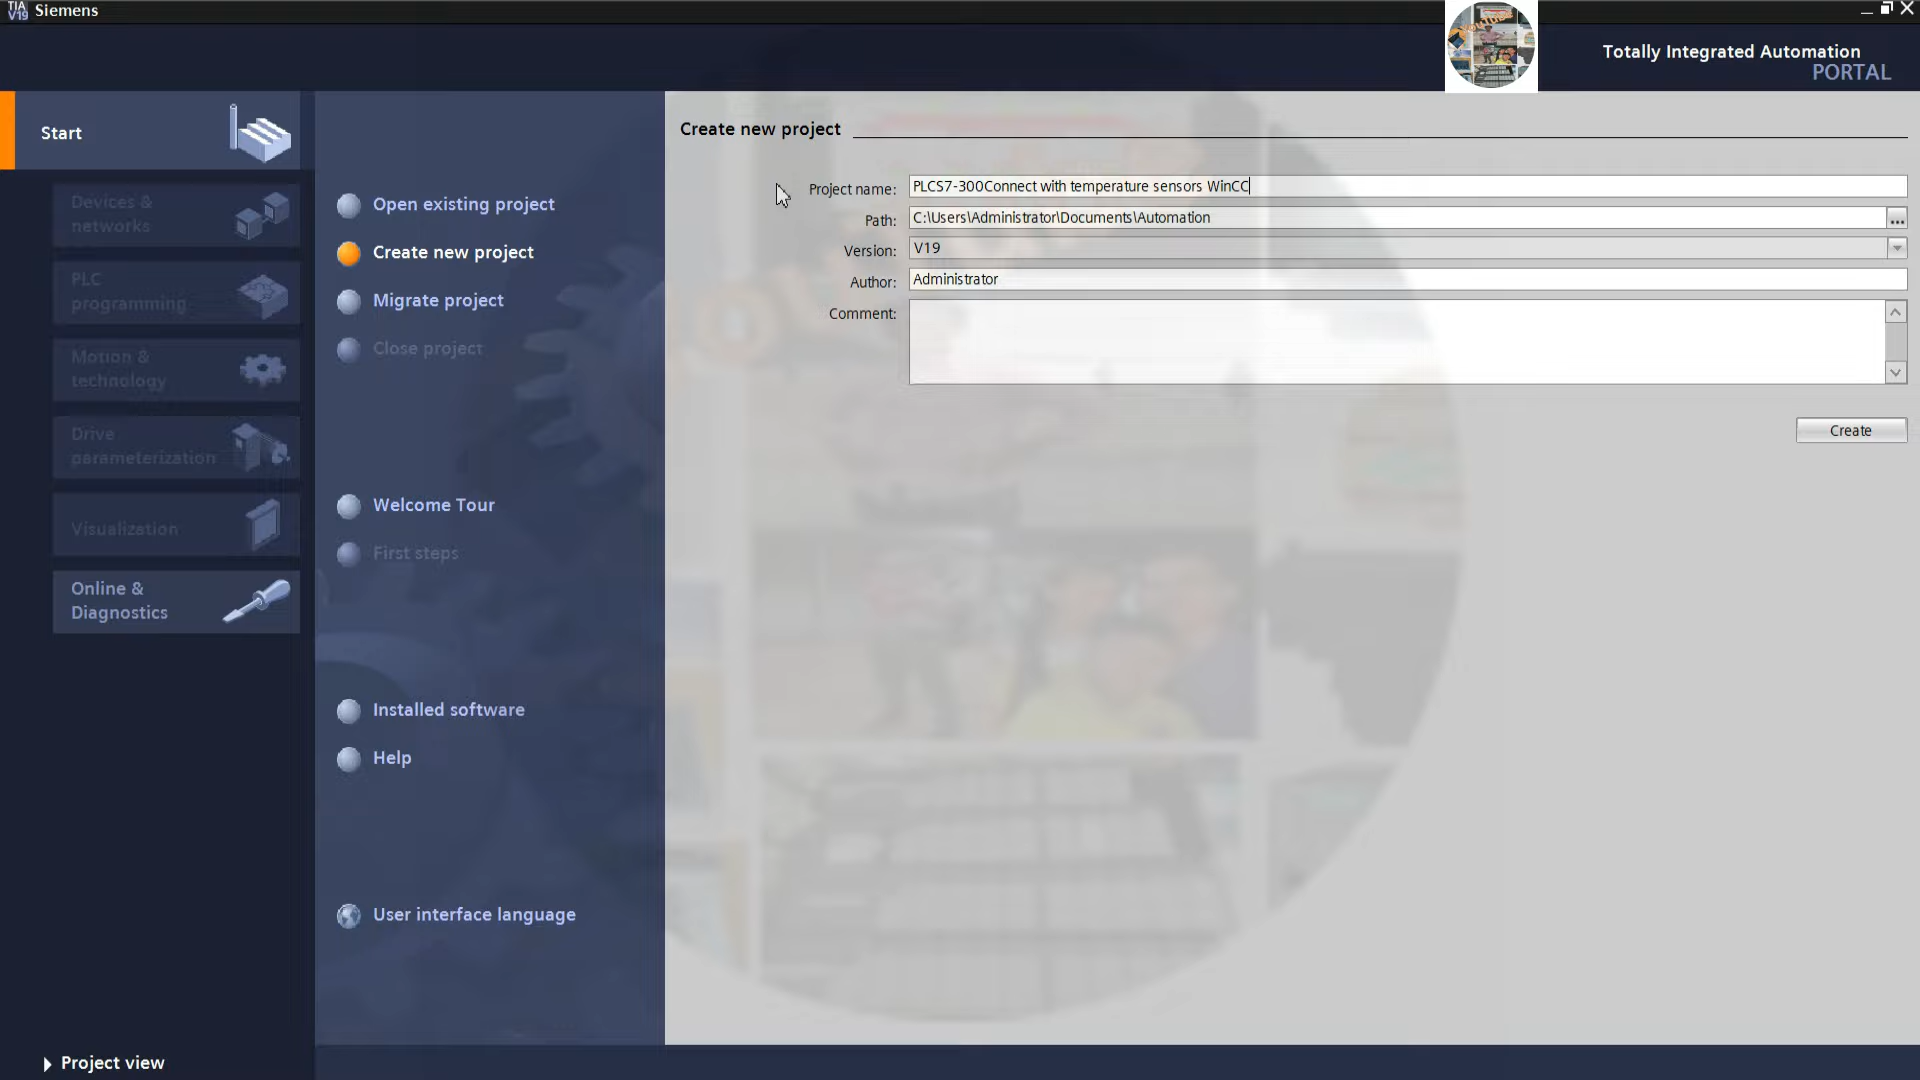 TIA
V19
Siemens
Totally Integrated Automation
PORTAL
Start
Devices &
networks
PLC
programming
Motion &
technology
Drive
parameterization
Visualization
Online &
Diagnostics
Project view
Open existing project
Create new project
Migrate project
Close project
Welcome Tour
First steps
Installed software
Help
User interface language
Create new project
Project name: PLCS7-300Connect with temperature sensors WinCC
Path: C:\Users\Administrator\Documents\Automation
...
Version: V19
Author: Administrator
Comment:
Create